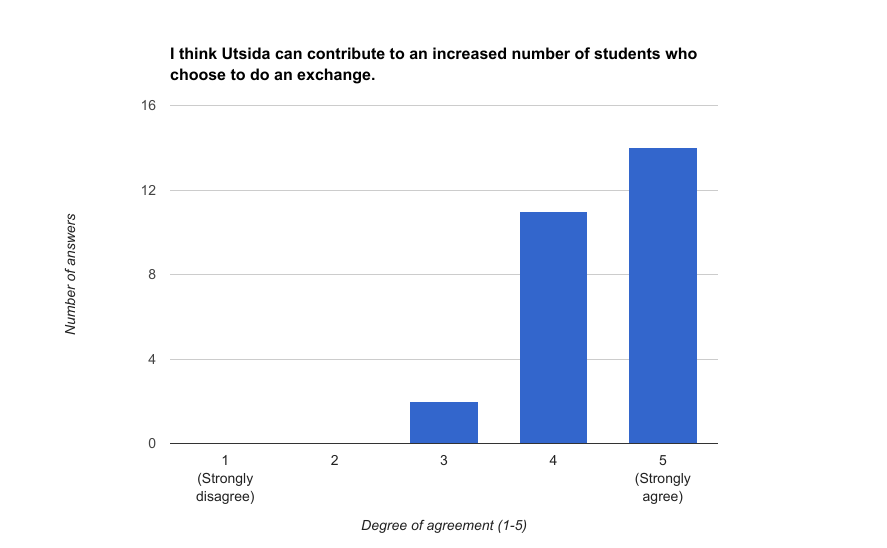 I think Utsida can contribute to an increased number of students who
choose to do an exchange.
16
12
8
4
0
Number of answers
1
(Strongly
disagree)
2
3
4
5
(Strongly
agree)
Degree of agreement (1-5)